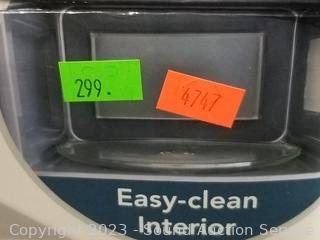 299.
4747
Easy-clean
Interior
Copyright 2023 - Sound Auction Service